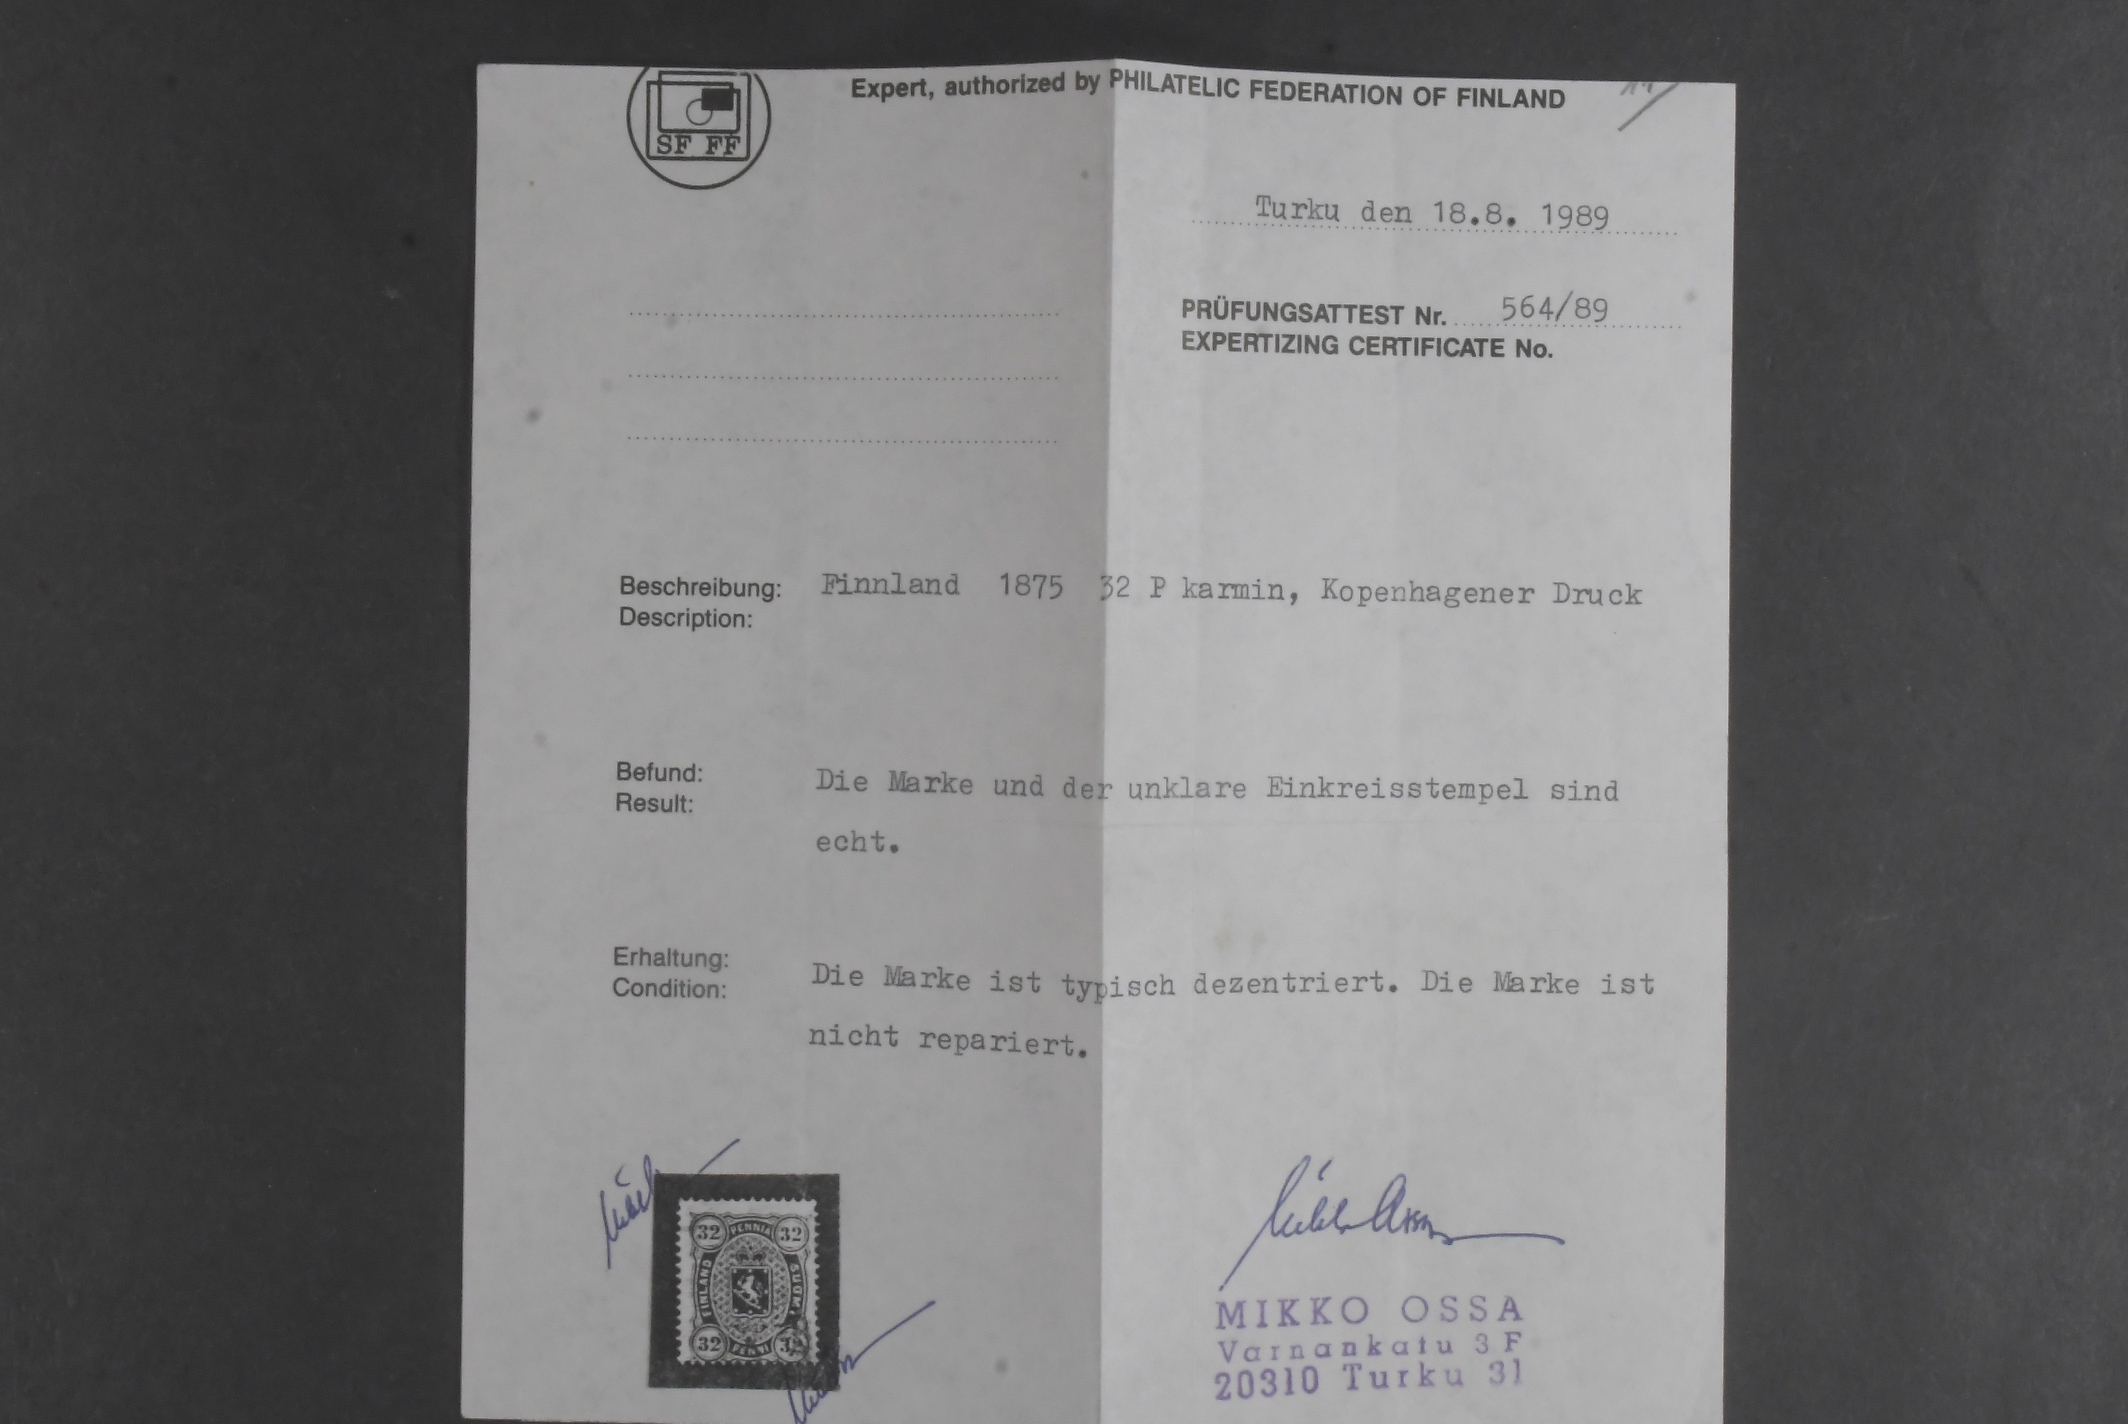 SF FF
Expert, authorized by PHILATELIC FEDERATION OF FINLAND
Turku den 18.8. 1989
PRÜFUNGSATTEST Nr. 564/89
EXPERTIZING CERTIFICATE No.
Beschreibung: Finnland 1875 32 P karmin, Kopenhagener Druck
Description:
Befund: Die Marke und der unklare Einkreisstempel sind
Result:
echt.
Erhaltung: Die Marke ist typisch dezentriert. Die Marke ist
Condition:
nicht repariert.
32 PENNIÄ 32
FINLAND
SUOMI
32 PENNI 32
MIKKO OSSA
Varnankatu 3 F
20310 Turku 31